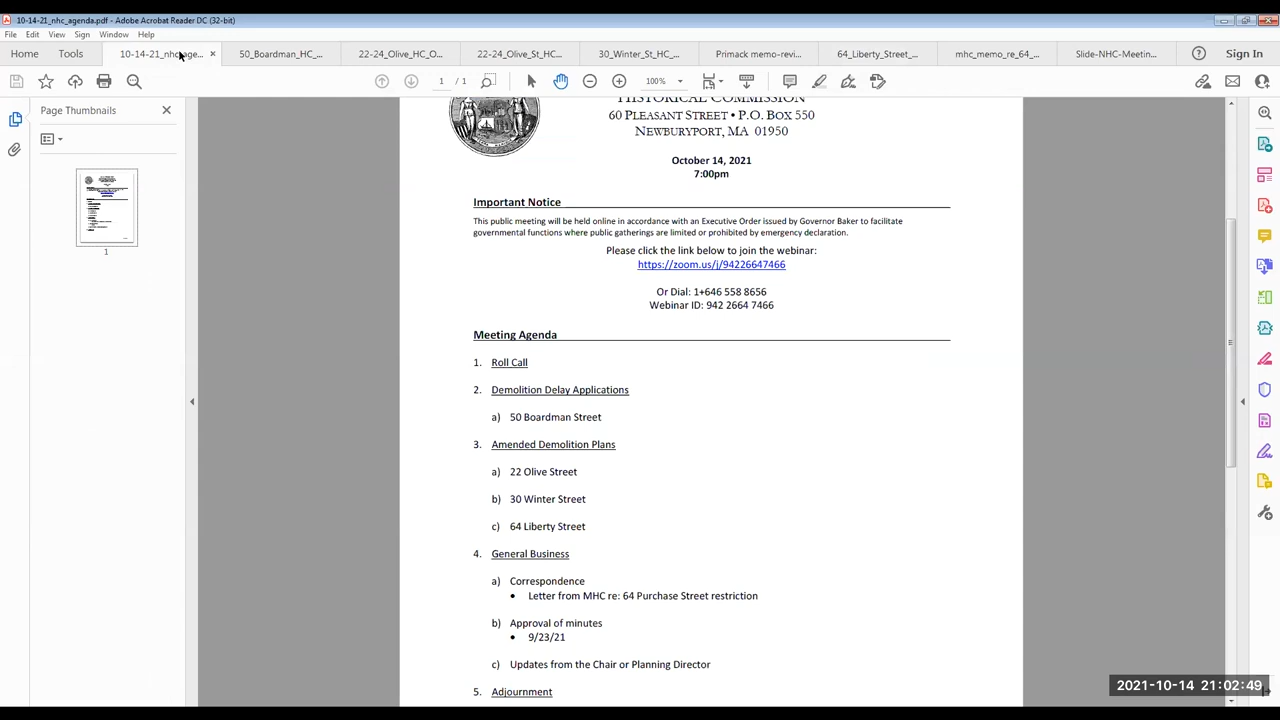 10-14-21_nhc_agenda.pdf - Adobe Acrobat Reader DC (32-bit)
File Edit View Sign Window Help
Home Tools 10-14-21_nhc_age... × 50_Boardman_HC_... 22-24_Olive_HC_O... 22-24_Olive_St_HC_... 30_Winter_St_HC_... Primack memo-revi... 64_Liberty_Street_... mhc_memo_re_64_... Slide-NHC-Meetin... Sign In
1 / 1 100%
Page Thumbnails
1
HISTORICAL COMMISSION
60 PLEASANT STREET • P.O. BOX 550
NEWBURYPORT, MA 01950
October 14, 2021
7:00pm
Important Notice
This public meeting will be held online in accordance with an Executive Order issued by Governor Baker to facilitate
governmental functions where public gatherings are limited or prohibited by emergency declaration.
Please click the link below to join the webinar:
https://zoom.us/j/94226647466
Or Dial: 1+646 558 8656
Webinar ID: 942 2664 7466
Meeting Agenda
1. Roll Call
2. Demolition Delay Applications
a) 50 Boardman Street
3. Amended Demolition Plans
a) 22 Olive Street
b) 30 Winter Street
c) 64 Liberty Street
4. General Business
a) Correspondence
• Letter from MHC re: 64 Purchase Street restriction
b) Approval of minutes
• 9/23/21
c) Updates from the Chair or Planning Director
5. Adjournment
2021-10-14 21:02:49